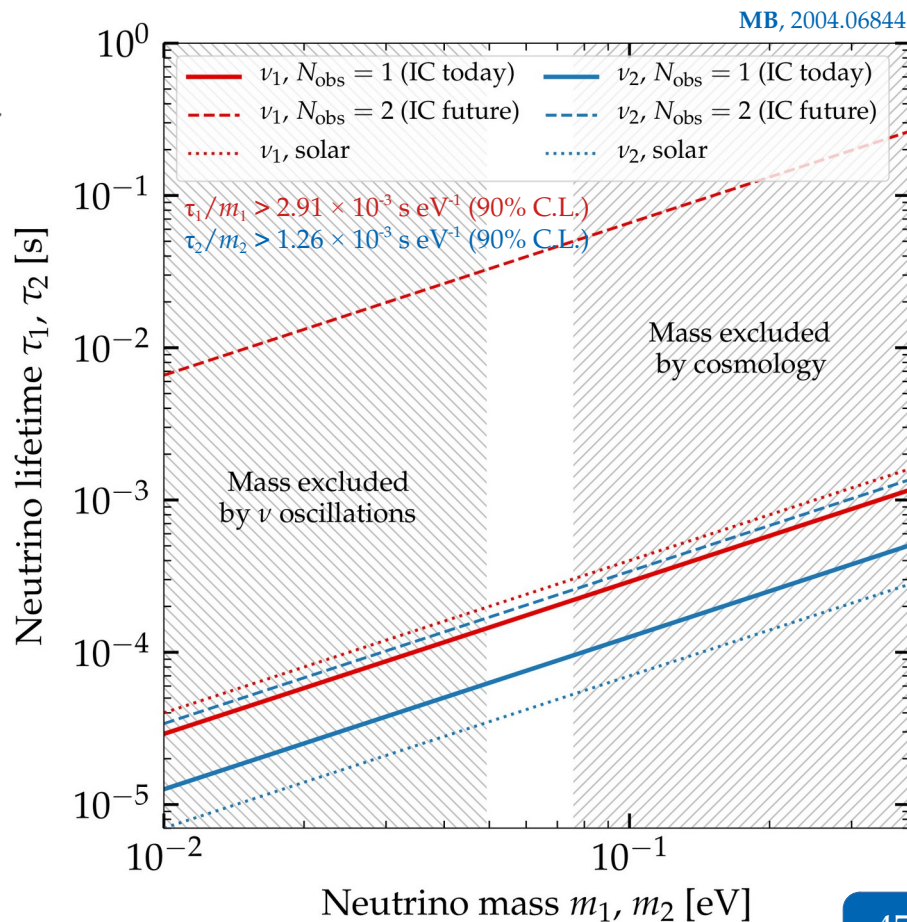 MB, 2004.06844
10⁰
ν₁, N_obs = 1 (IC today)
ν₂, N_obs = 1 (IC today)
ν₁, N_obs = 2 (IC future)
ν₂, N_obs = 2 (IC future)
ν₁, solar
ν₂, solar
10⁻¹
τ₁/m₁ > 2.91 × 10⁻³ s eV⁻¹ (90% C.L.)
τ₂/m₂ > 1.26 × 10⁻³ s eV⁻¹ (90% C.L.)
10⁻²
Mass excluded
by cosmology
Neutrino lifetime τ₁, τ₂ [s]
10⁻³
Mass excluded
by ν oscillations
10⁻⁴
10⁻⁵
10⁻²
10⁻¹
Neutrino mass m₁, m₂ [eV]